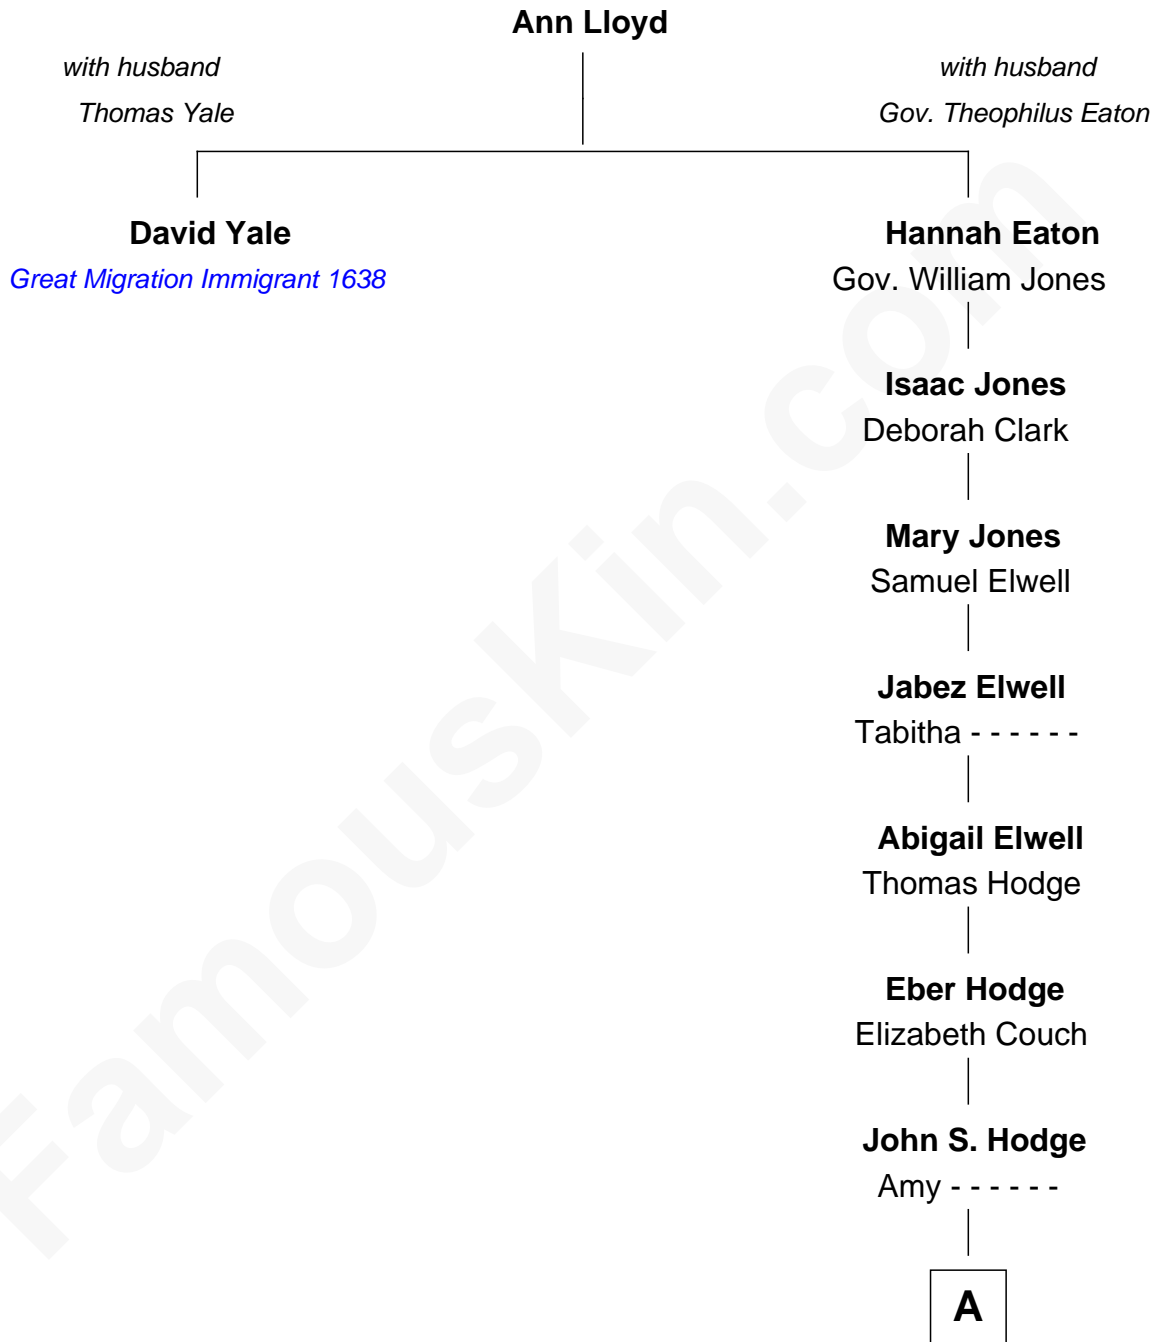 Ann Lloyd
with husband
Thomas Yale
with husband
Gov. Theophilus Eaton
David Yale
Great Migration Immigrant 1638
Hannah Eaton
Gov. William Jones
Isaac Jones
Deborah Clark
Mary Jones
Samuel Elwell
Jabez Elwell
Tabitha - - - - - -
Abigail Elwell
Thomas Hodge
Eber Hodge
Elizabeth Couch
John S. Hodge
Amy - - - - - -
A
FamousKin.com